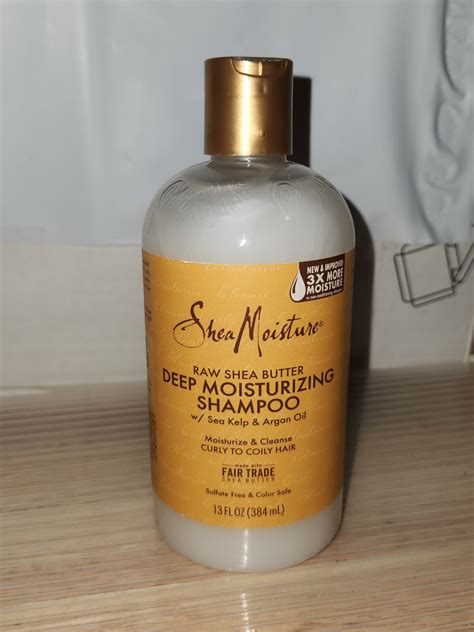 NEW & IMPROVED
3X MORE
MOISTURE
SheaMoisture®
RAW SHEA BUTTER
DEEP MOISTURIZING
SHAMPOO
w/ Sea Kelp & Argan Oil
Moisturize & Cleanse
CURLY TO COILY HAIR
made with
FAIR TRADE
SHEA BUTTER
Sulfate Free & Color Safe
13 FL OZ (384 mL)